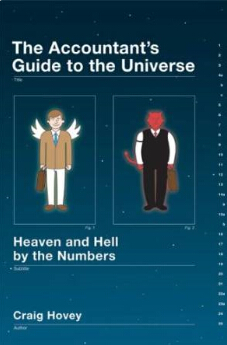 The Accountant's
Guide to the Universe
Title
Fig. 1
Fig. 2
Heaven and Hell
by the Numbers
Subtitle
Craig Hovey
Author